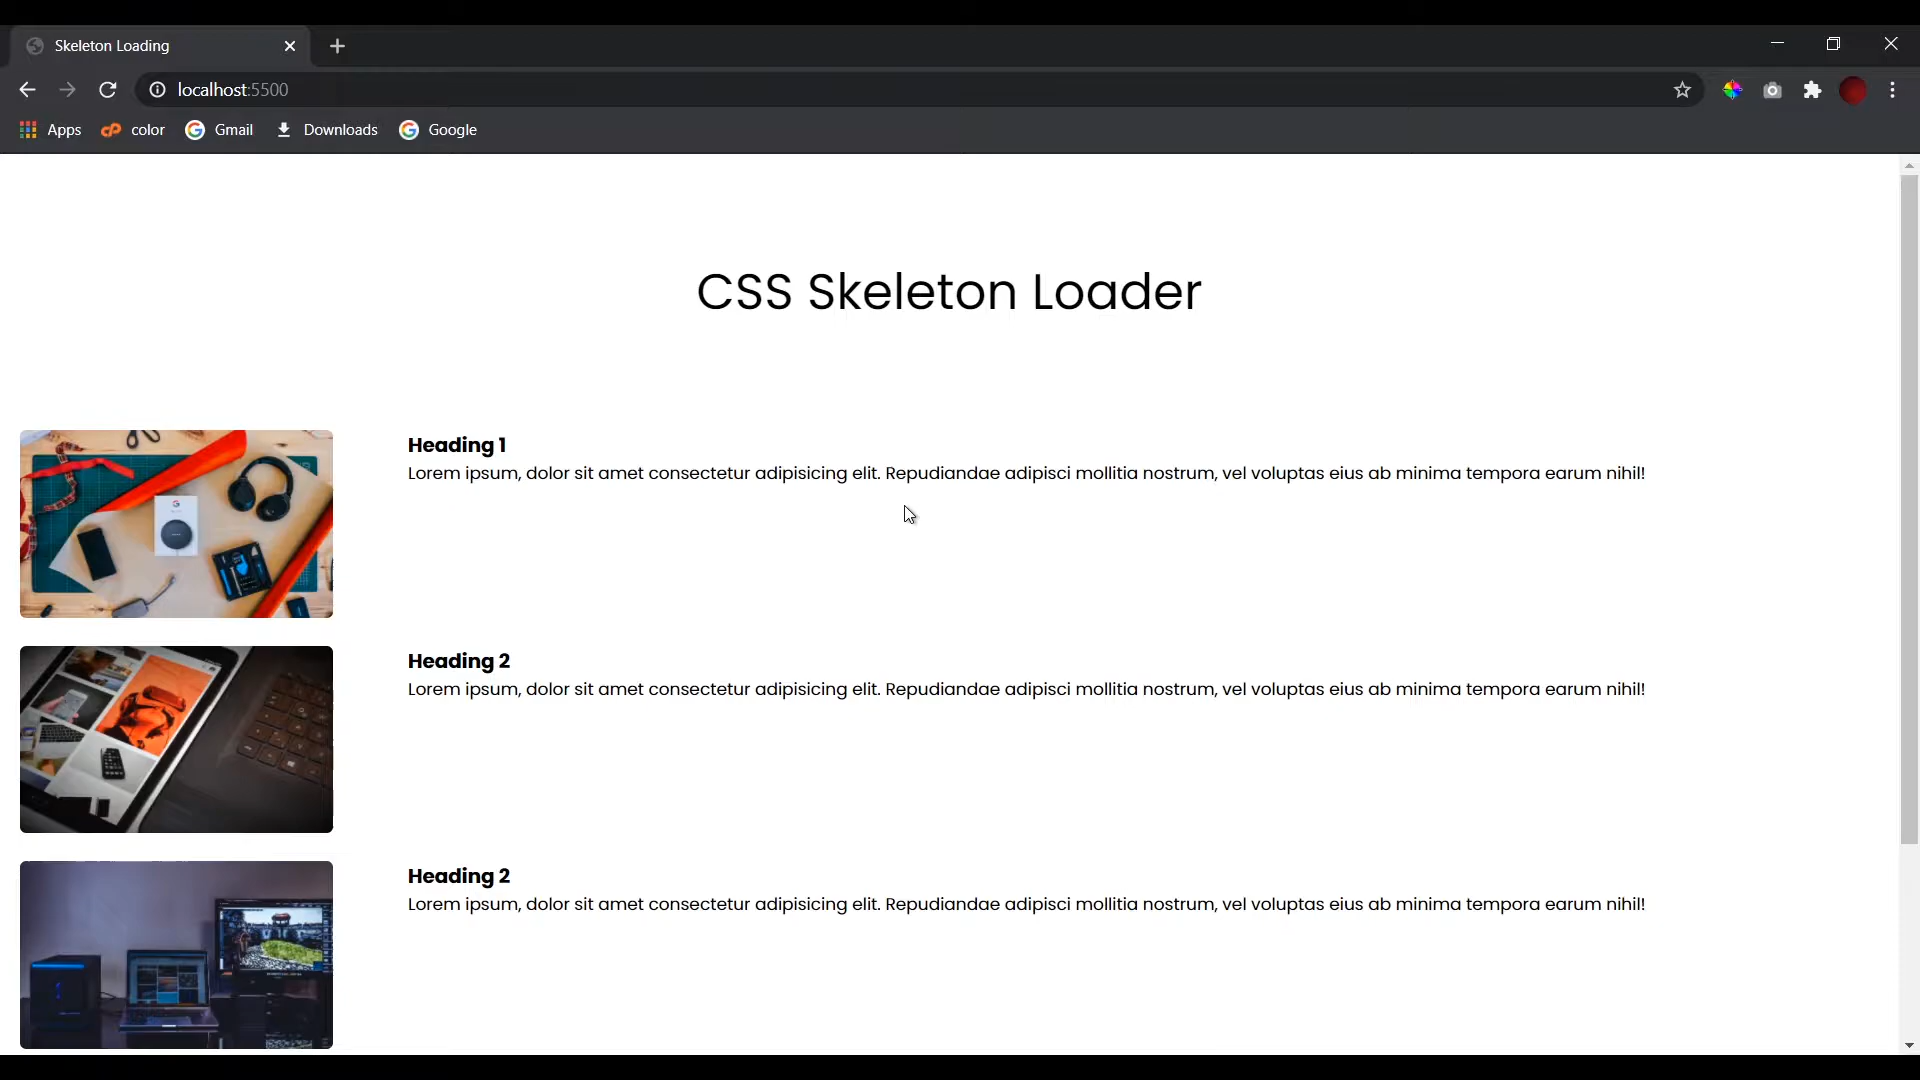 Skeleton Loading
localhost:5500
Apps color Gmail Downloads Google
CSS Skeleton Loader
Heading 1
Lorem ipsum, dolor sit amet consectetur adipisicing elit. Repudiandae adipisci mollitia nostrum, vel voluptas eius ab minima tempora earum nihil!
Heading 2
Lorem ipsum, dolor sit amet consectetur adipisicing elit. Repudiandae adipisci mollitia nostrum, vel voluptas eius ab minima tempora earum nihil!
Heading 2
Lorem ipsum, dolor sit amet consectetur adipisicing elit. Repudiandae adipisci mollitia nostrum, vel voluptas eius ab minima tempora earum nihil!